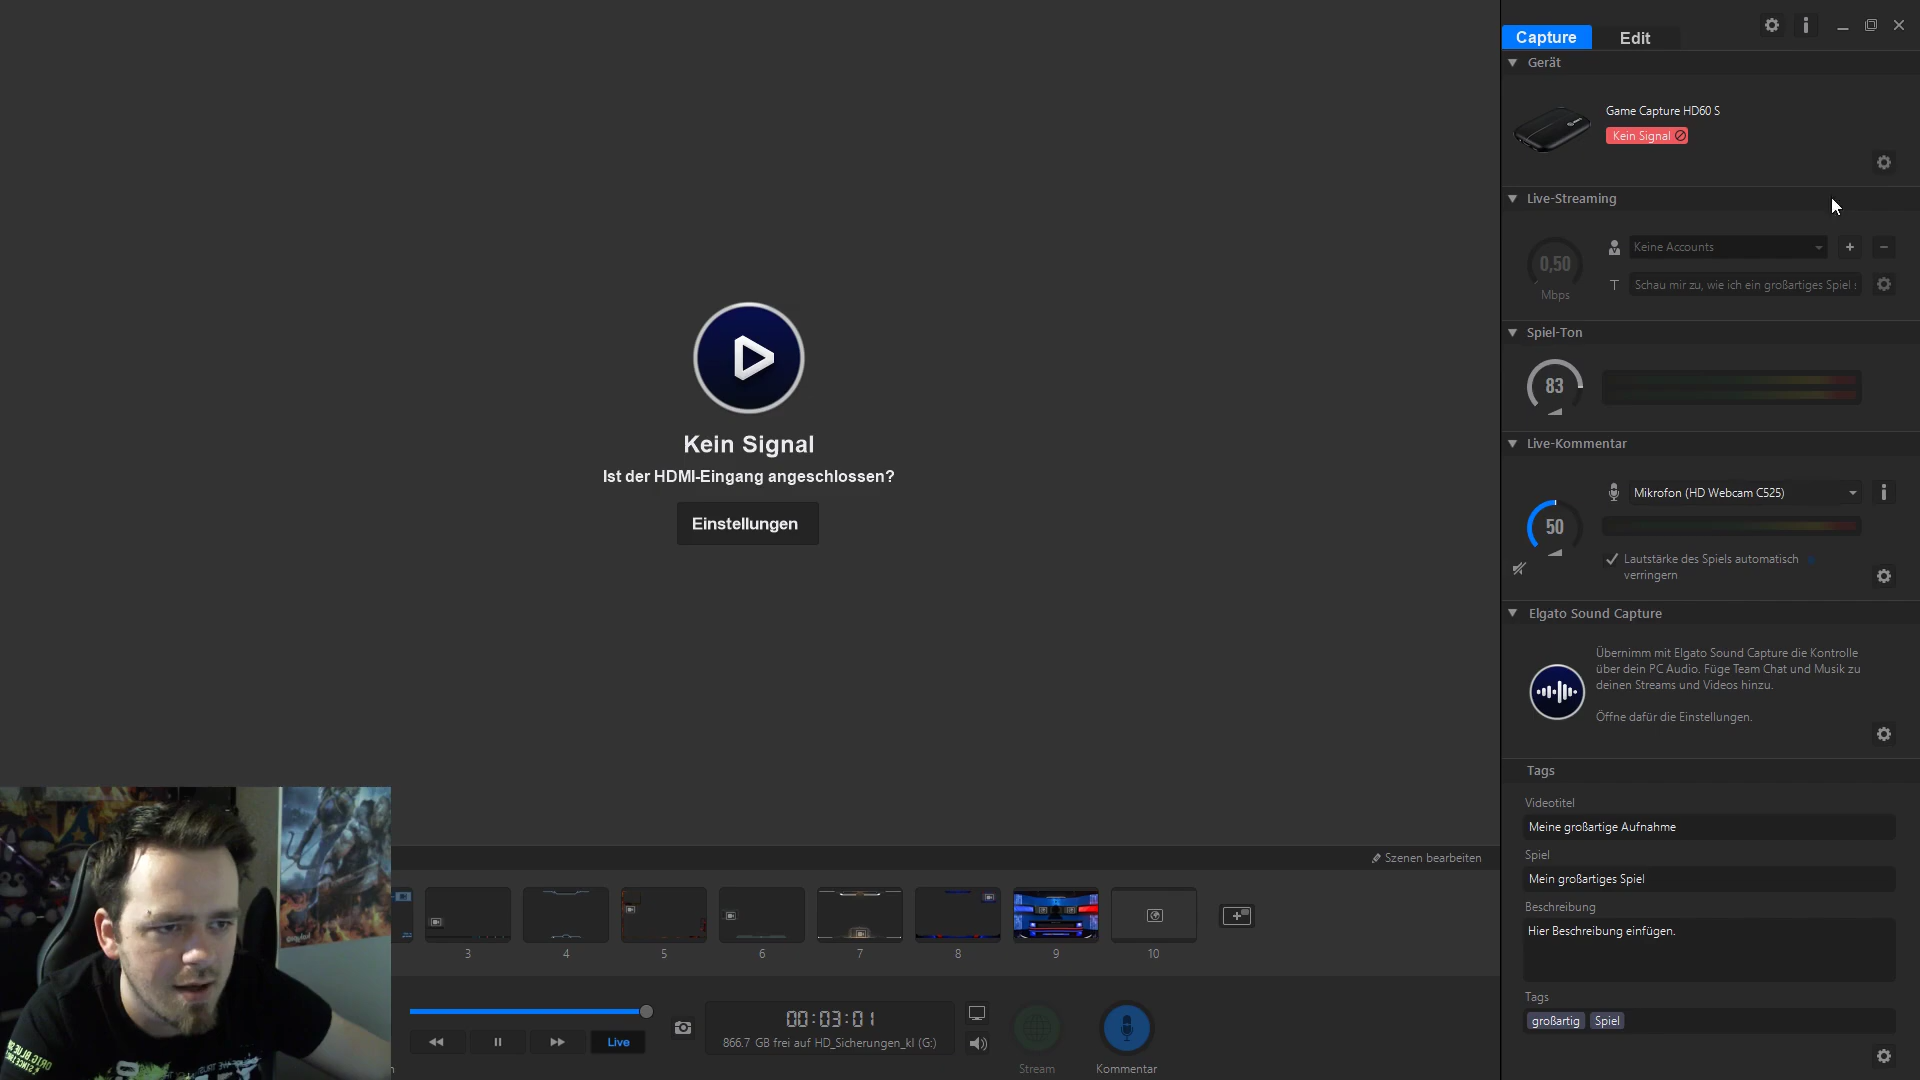 Capture
Edit
Gerät
Game Capture HD60 S
Kein Signal
Live-Streaming
Keine Accounts
0,50
Mbps
Schau mir zu, wie ich ein großartiges Spiel
Spiel-Ton
83
Live-Kommentar
Mikrofon (HD Webcam C525)
50
Lautstärke des Spiels automatisch
verringern
Elgato Sound Capture
Übernimm mit Elgato Sound Capture die Kontrolle
über dein PC Audio. Füge Team Chat und Musik zu
deinen Streams und Videos hinzu.
Öffne dafür die Einstellungen.
Tags
Videotitel
Meine großartige Aufnahme
Spiel
Mein großartiges Spiel
Beschreibung
Hier Beschreibung einfügen.
Tags
großartig Spiel
Kein Signal
Ist der HDMI-Eingang angeschlossen?
Einstellungen
Szenen bearbeiten
3 4 5 6 7 8 9 10
00:03:01
866.7 GB frei auf HD_Sicherungen_kl (G:)
Live
Stream
Kommentar